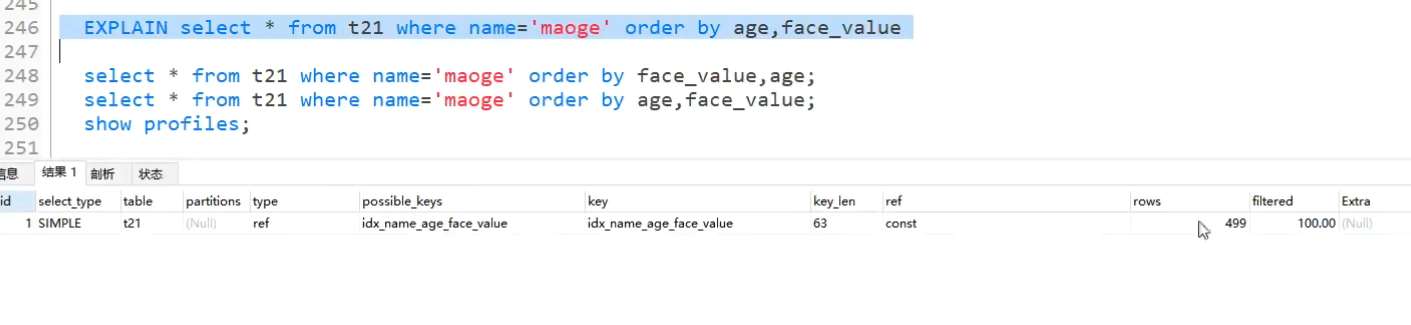 245
246 EXPLAIN select * from t21 where name='maoge' order by age,face_value
247
248 select * from t21 where name='maoge' order by face_value,age;
249 select * from t21 where name='maoge' order by age,face_value;
250 show profiles;
251
信息 结果 1 剖析 状态
id select_type table partitions type possible_keys key key_len ref rows filtered Extra
1 SIMPLE t21 (Null) ref idx_name_age_face_value idx_name_age_face_value 63 const 499 100.00 (Null)